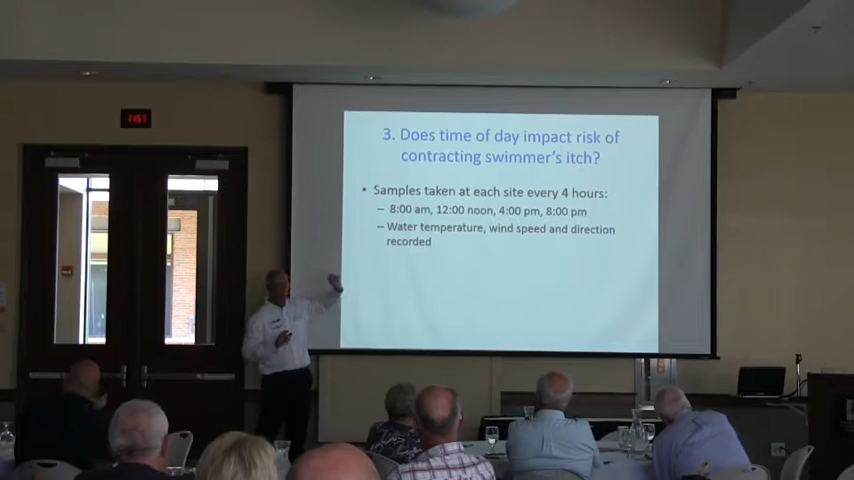 3. Does time of day impact risk of
contracting swimmer's itch?
• Samples taken at each site every 4 hours:
– 8:00 am, 12:00 noon, 4:00 pm, 8:00 pm
– Water temperature, wind speed and direction
recorded